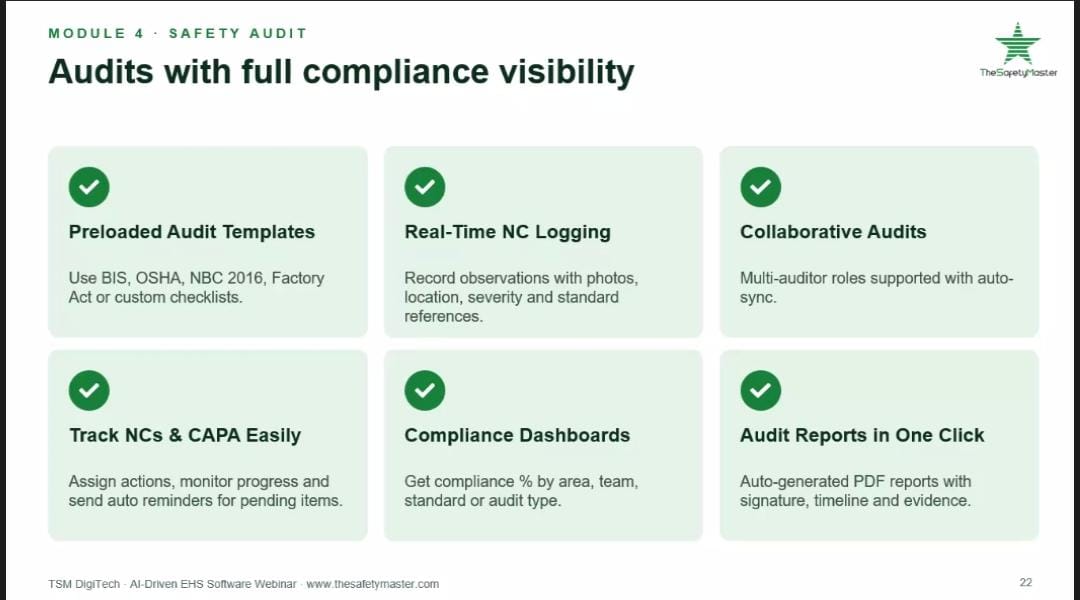 MODULE 4 · SAFETY AUDIT
Audits with full compliance visibility
TheSafetyMaster
Preloaded Audit Templates
Use BIS, OSHA, NBC 2016, Factory
Act or custom checklists.
Real-Time NC Logging
Record observations with photos,
location, severity and standard
references.
Collaborative Audits
Multi-auditor roles supported with auto-
sync.
Track NCs & CAPA Easily
Assign actions, monitor progress and
send auto reminders for pending items.
Compliance Dashboards
Get compliance % by area, team,
standard or audit type.
Audit Reports in One Click
Auto-generated PDF reports with
signature, timeline and evidence.
TSM DigiTech · AI-Driven EHS Software Webinar · www.thesafetymaster.com
22